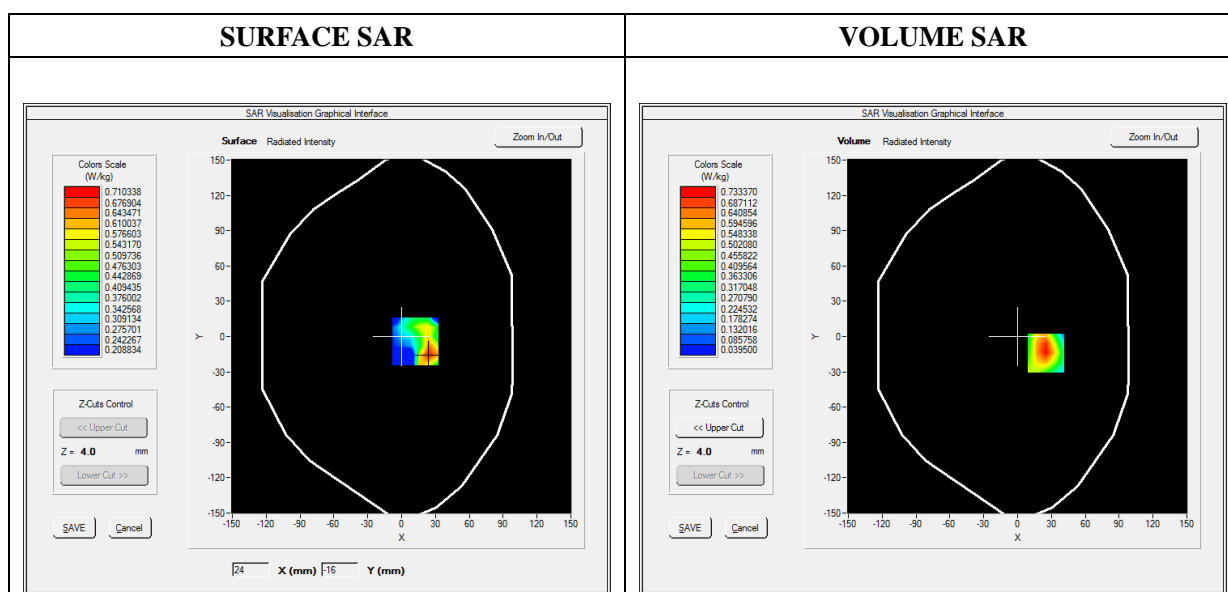 SURFACE SAR
VOLUME SAR
SAR Visualisation Graphical Interface
Surface Radiated Intensity
Zoom In/Out
Colors Scale
(W/kg)
0.710338
0.676904
0.643471
0.610037
0.576603
0.543170
0.509736
0.476303
0.442869
0.409435
0.376002
0.342568
0.309134
0.275701
0.242267
0.208834
Z-Cuts Control
<< Upper Cut
Z = 4.0 mm
Lower Cut >>
SAVE Cancel
150
120
90
60
30
0
-30
-60
-90
-120
-150
Y
-150 -120 -90 -60 -30 0 30 60 90 120 150
X
24 X (mm) -16 Y (mm)
SAR Visualisation Graphical Interface
Volume Radiated Intensity
Zoom In/Out
Colors Scale
(W/kg)
0.733370
0.687112
0.640854
0.594596
0.548338
0.502080
0.455822
0.409564
0.363306
0.317048
0.270790
0.224532
0.178274
0.132016
0.085758
0.039500
Z-Cuts Control
<< Upper Cut
Z = 4.0 mm
Lower Cut >>
SAVE Cancel
150
120
90
60
30
0
-30
-60
-90
-120
-150
Y
-150 -120 -90 -60 -30 0 30 60 90 120 150
X